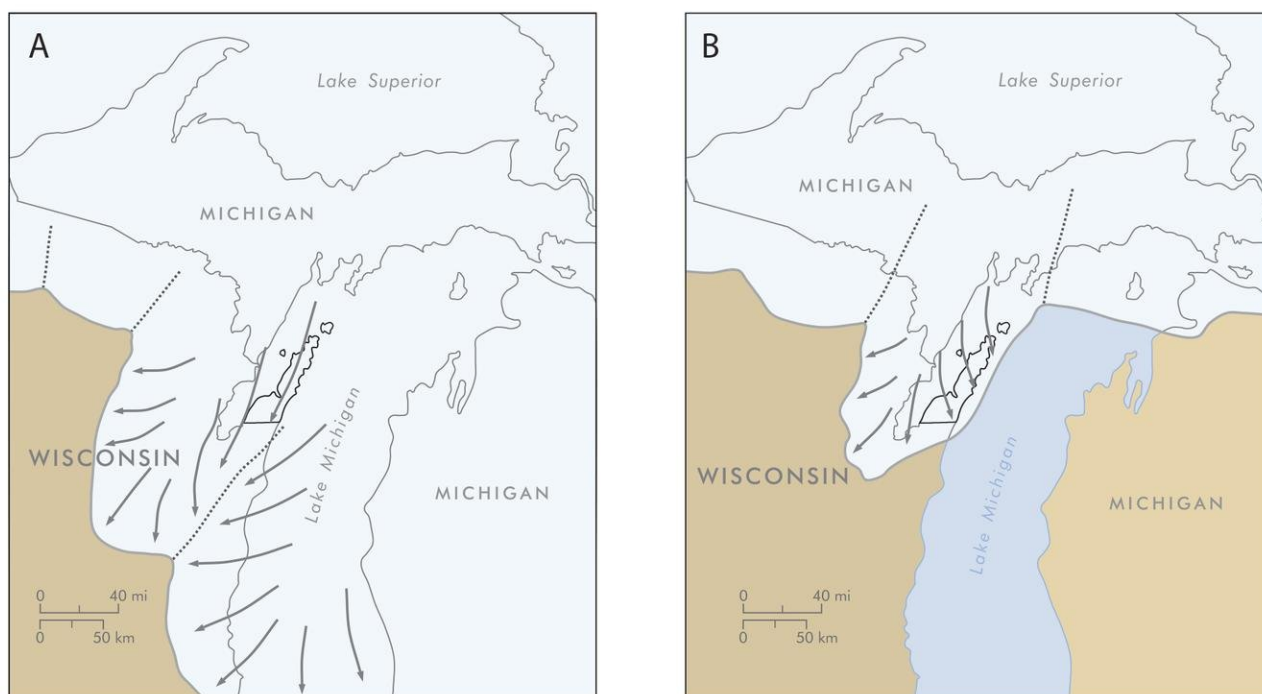 A
Lake Superior
MICHIGAN
WISCONSIN
Lake Michigan
MICHIGAN
0 40 mi
0 50 km
B
Lake Superior
MICHIGAN
WISCONSIN
Lake Michigan
MICHIGAN
0 40 mi
0 50 km